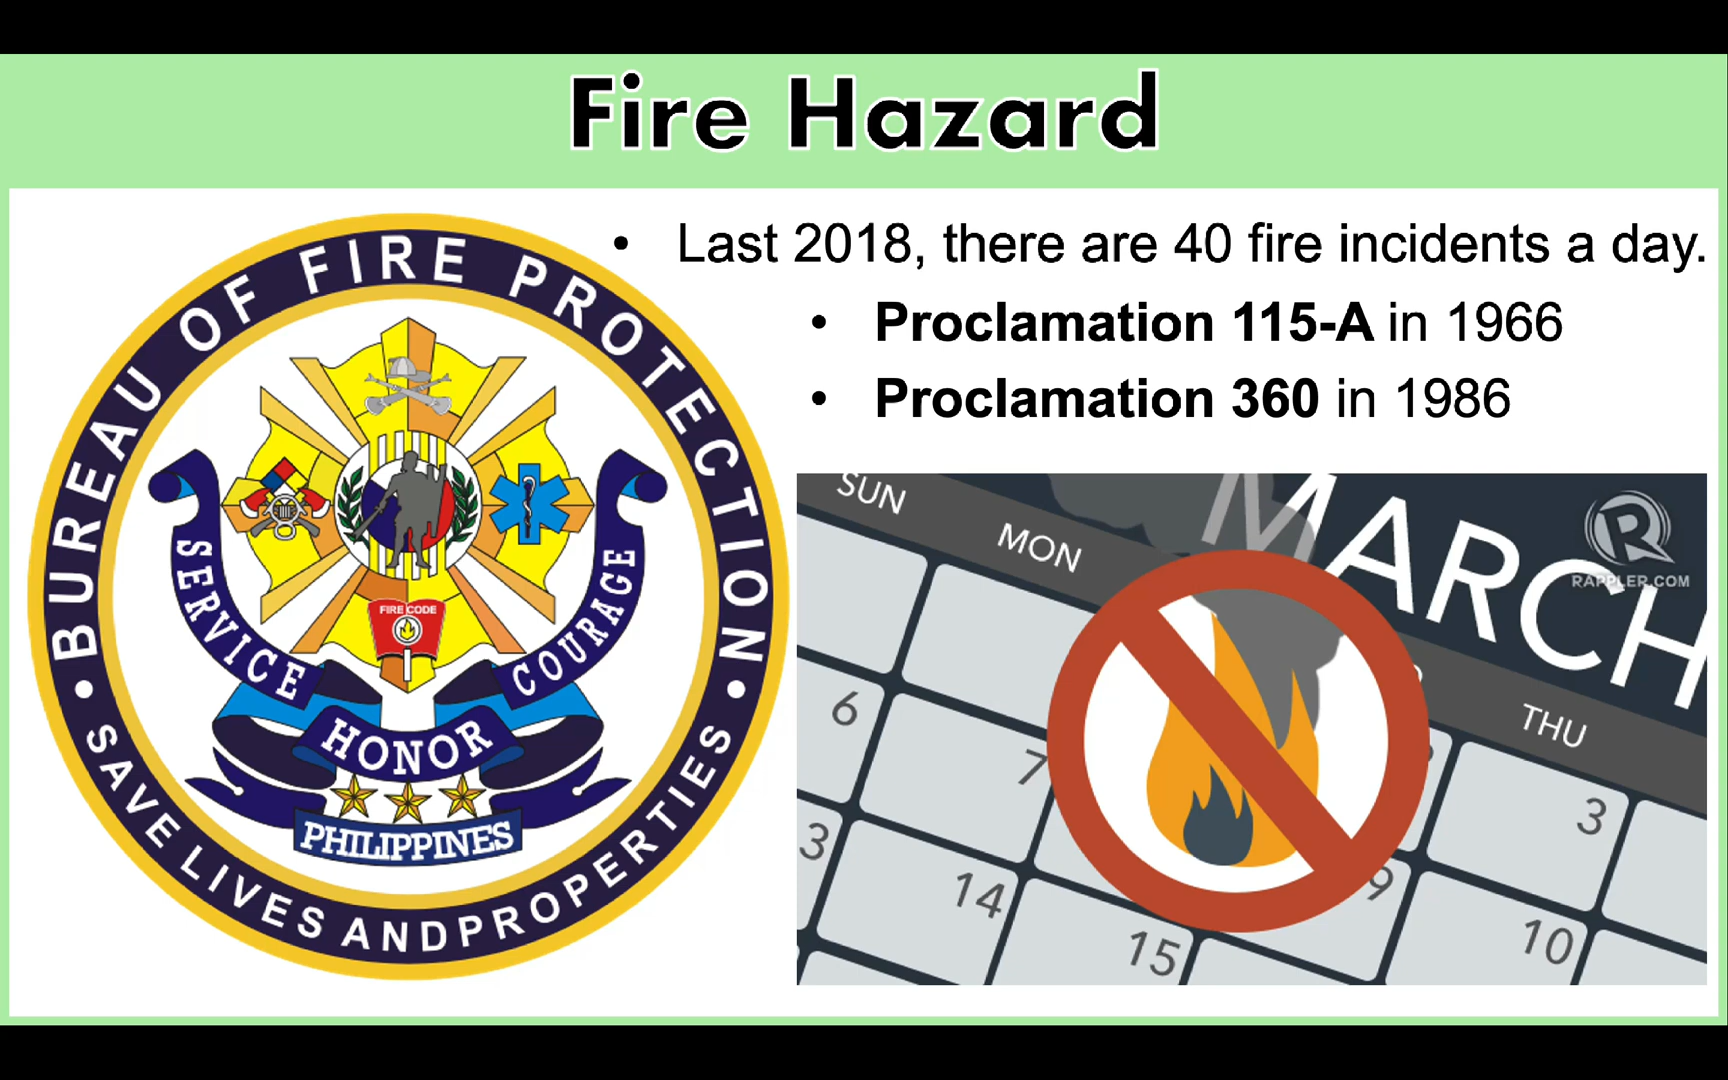 Fire Hazard
BUREAU OF FIRE PROTECTION
SERVICE
HONOR
COURAGE
FIRE CODE
PHILIPPINES
SAVE LIVES ANDPROPERTIES
• Last 2018, there are 40 fire incidents a day.
• Proclamation 115-A in 1966
• Proclamation 360 in 1986
MARCH
RAPPLER.COM
SUN
MON
THU
6
7
3
3
14
15
9
10